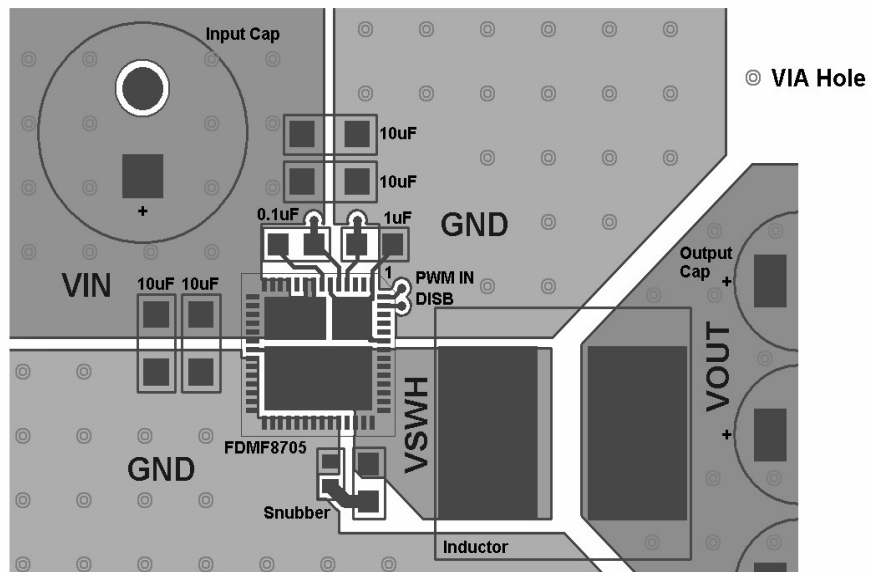 Input Cap
VIA Hole
10uF
10uF
0.1uF
1uF
GND
+
VIN
10uF 10uF
1
PWM IN
DISB
Output
Cap
+
VOUT
VSWH
+
FDMF8705
GND
Snubber
Inductor